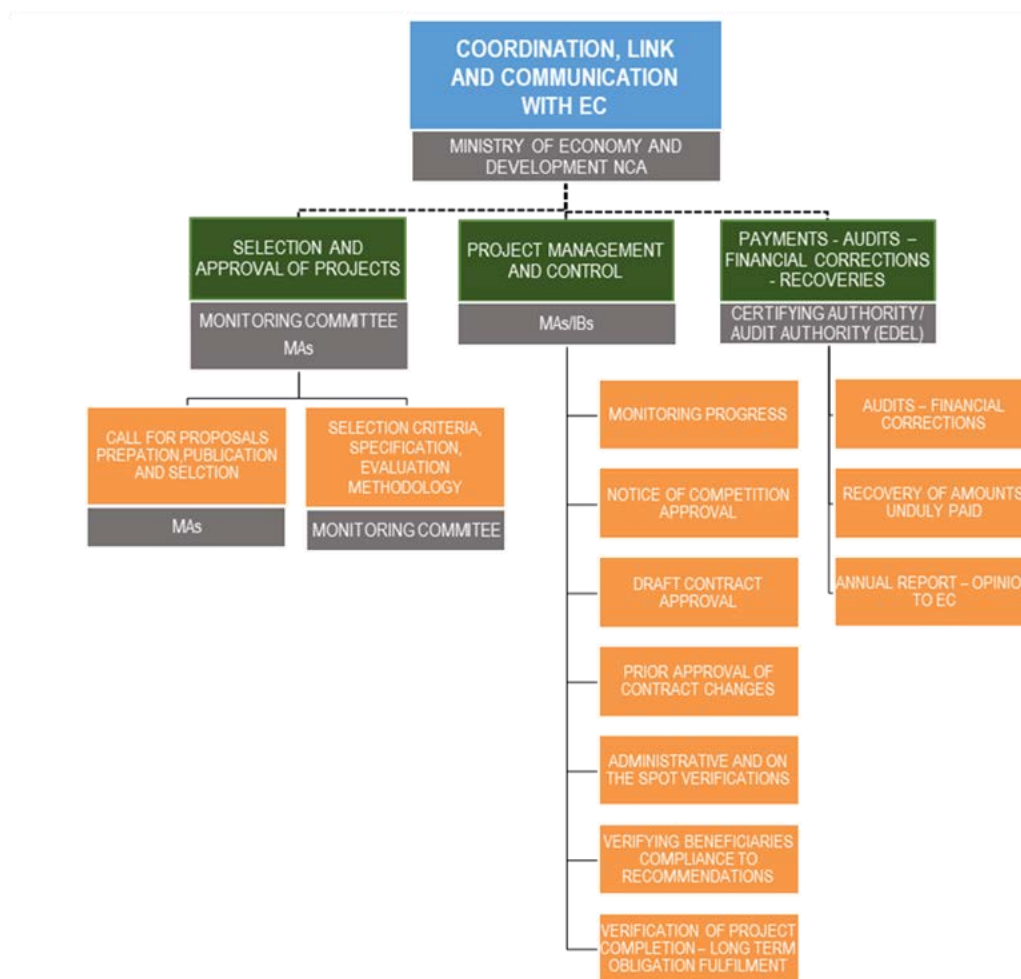 COORDINATION, LINK
AND COMMUNICATION
WITH EC
MINISTRY OF ECONOMY AND
DEVELOPMENT NCA
SELECTION AND
APPROVAL OF PROJECTS
MONITORING COMMITTEE
MAs
CALL FOR PROPOSALS
PREPATION,PUBLICATION
AND SELCTION
MAs
SELECTION CRITERIA,
SPECIFICATION,
EVALUATION
METHODOLOGY
MONITORING COMMITEE
PROJECT MANAGEMENT
AND CONTROL
MAs/IBs
MONITORING PROGRESS
NOTICE OF COMPETITION
APPROVAL
DRAFT CONTRACT
APPROVAL
PRIOR APPROVAL OF
CONTRACT CHANGES
ADMINISTRATIVE AND ON
THE SPOT VERIFICATIONS
VERIFYING BENEFICIARIES
COMPLIANCE TO
RECOMMENDATIONS
VERIFICATION OF PROJECT
COMPLETION – LONG TERM
OBLIGATION FULFILMENT
PAYMENTS - AUDITS –
FINANCIAL CORRECTIONS
- RECOVERIES
CERTIFYING AUTHORITY/
AUDIT AUTHORITY (EDEL)
AUDITS – FINANCIAL
CORRECTIONS
RECOVERY OF AMOUNTS
UNDULY PAID
ANNUAL REPORT – OPINIO
TO EC